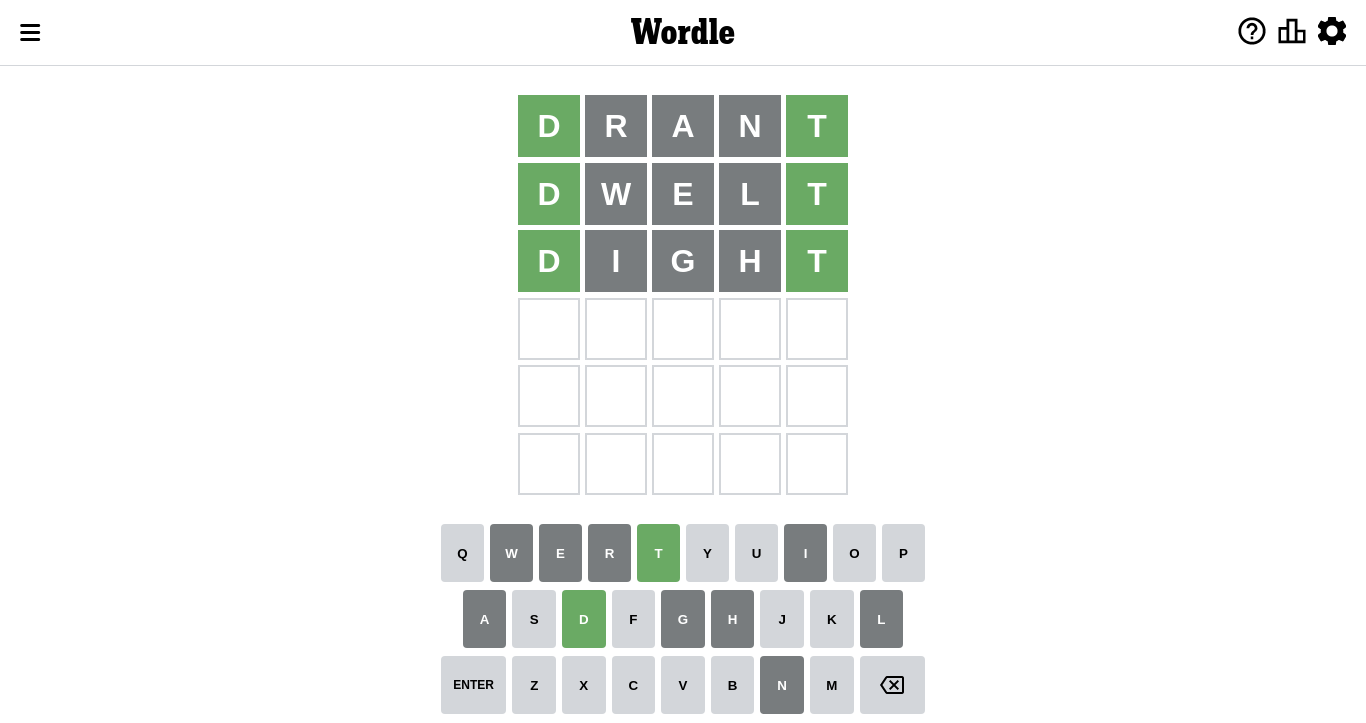 Wordle
D R A N T
D W E L T
D I G H T
Q W E R T Y U I O P
A S D F G H J K L
ENTER Z X C V B N M